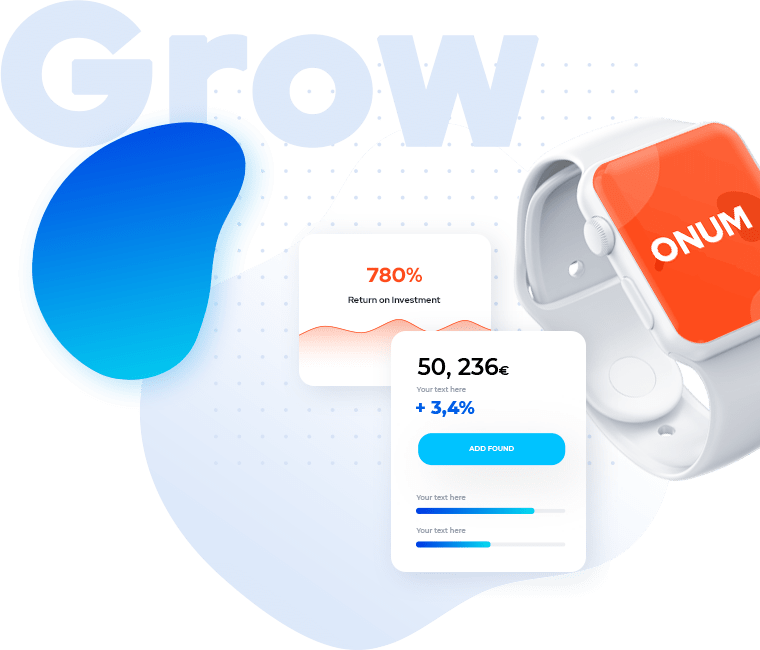 Grow
ONUM
780%
Return on Investment
50, 236€
Your text here
+ 3,4%
ADD FOUND
Your text here
Your text here